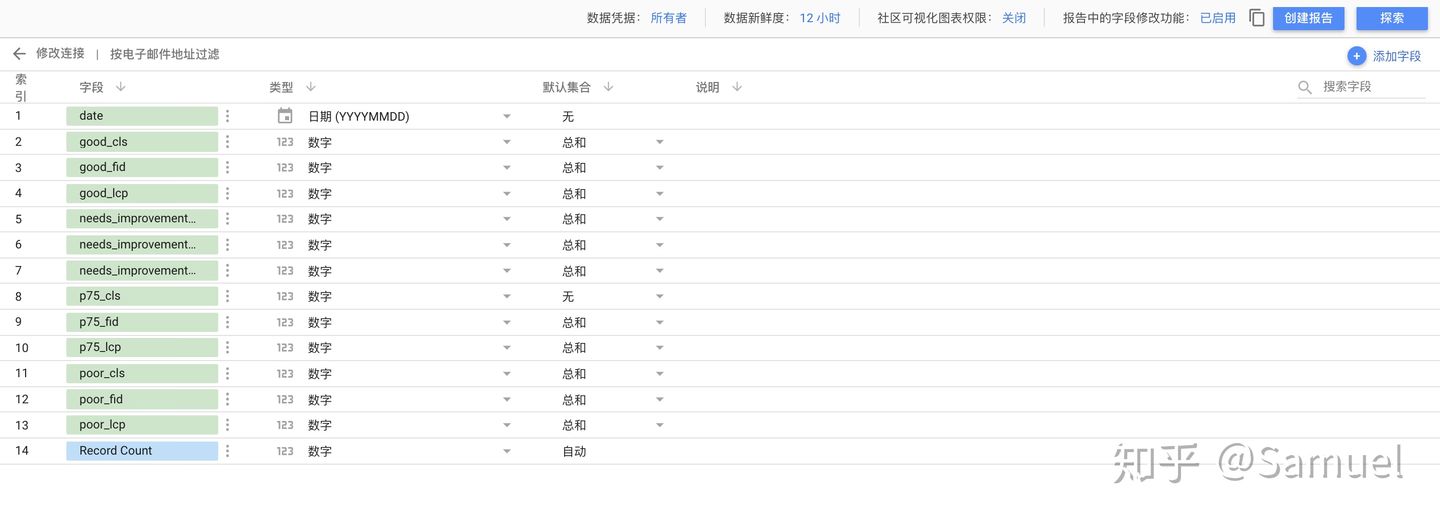 数据凭据： 所有者 数据新鲜度： 12 小时 社区可视化图表权限： 关闭 报告中的字段修改功能： 已启用 创建报告 探索
修改连接 | 按电子邮件地址过滤 添加字段
索引 字段 类型 默认集合 说明 搜索字段
1 date 日期 (YYYYMMDD) 无
2 good_cls 123 数字 总和
3 good_fid 123 数字 总和
4 good_lcp 123 数字 总和
5 needs_improvement... 123 数字 总和
6 needs_improvement... 123 数字 总和
7 needs_improvement... 123 数字 总和
8 p75_cls 123 数字 无
9 p75_fid 123 数字 总和
10 p75_lcp 123 数字 总和
11 poor_cls 123 数字 总和
12 poor_fid 123 数字 总和
13 poor_lcp 123 数字 总和
14 Record Count 123 数字 自动
知乎 @Samuel